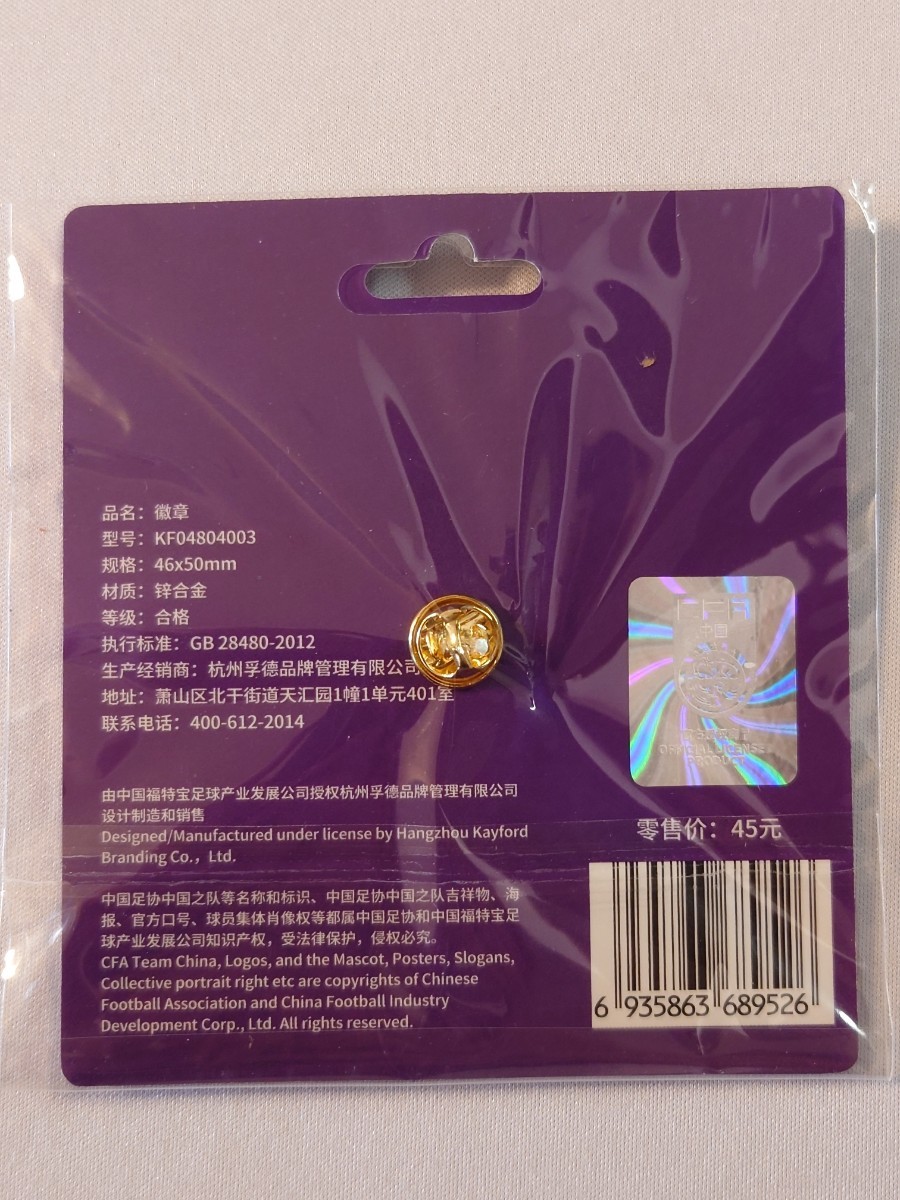 品名：徽章
型号：KF04804003
规格：46x50mm
材质：锌合金
等级：合格
执行标准：GB 28480-2012
生产经销商：杭州孚德品牌管理有限公司
地址：萧山区北干街道天汇园1幢1单元401室
联系电话：400-612-2014
由中国福特宝足球产业发展公司授权杭州孚德品牌管理有限公司
设计制造和销售
Designed/Manufactured under license by Hangzhou Kayford
Branding Co.，Ltd.
中国足协中国之队等名称和标识、中国足协中国之队吉祥物、海
报、官方口号、球员集体肖像权等都属中国足协和中国福特宝足
球产业发展公司知识产权，受法律保护，侵权必究。
CFA Team China, Logos, and the Mascot, Posters, Slogans,
Collective portrait right etc are copyrights of Chinese
Football Association and China Football Industry
Development Corp., Ltd. All rights reserved.
CFA
中国
OFFICIAL LICENSE
PRODUCT
零售价：45元
6 935863 689526